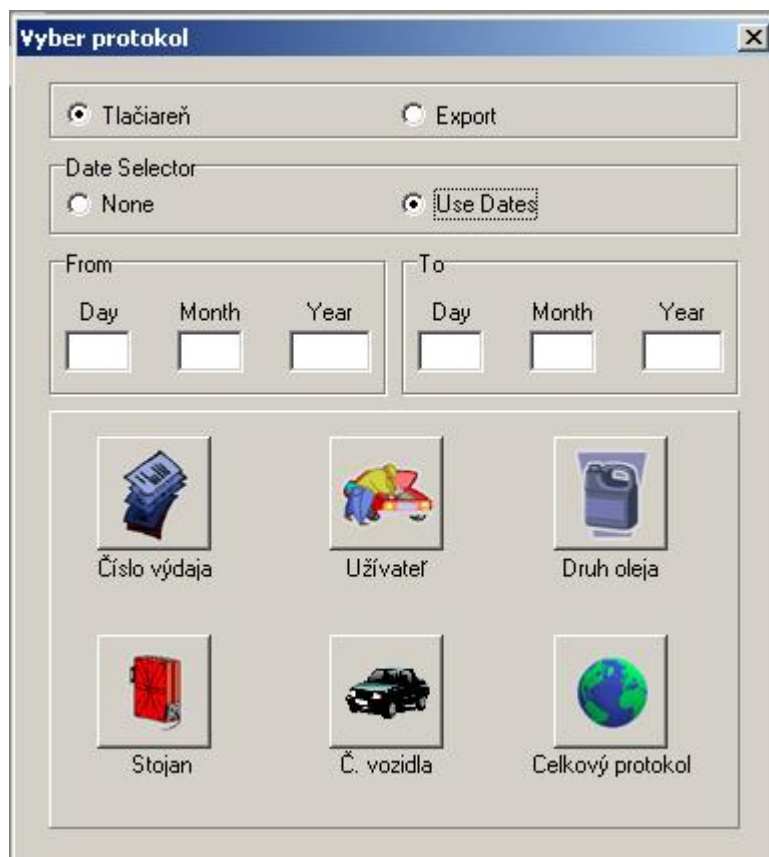 Vyber protokol
Tlačiareň Export
Date Selector
None Use Dates
From To
Day Month Year Day Month Year
Číslo výdaja Užívateľ Druh oleja
Stojan Č. vozidla Celkový protokol